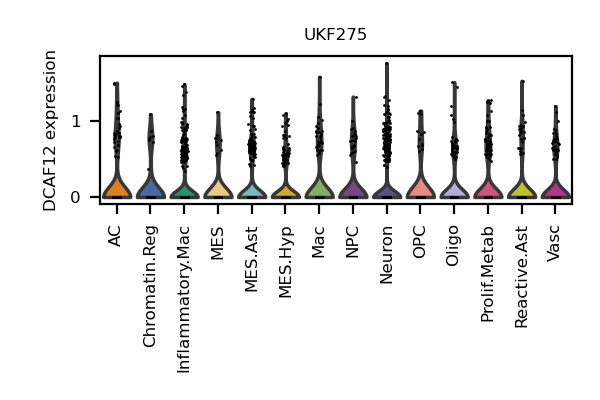 UKF275
DCAF12 expression
1
0
AC
Chromatin.Reg
Inflammatory.Mac
MES
MES.Ast
MES.Hyp
Mac
NPC
Neuron
OPC
Oligo
Prolif.Metab
Reactive.Ast
Vasc